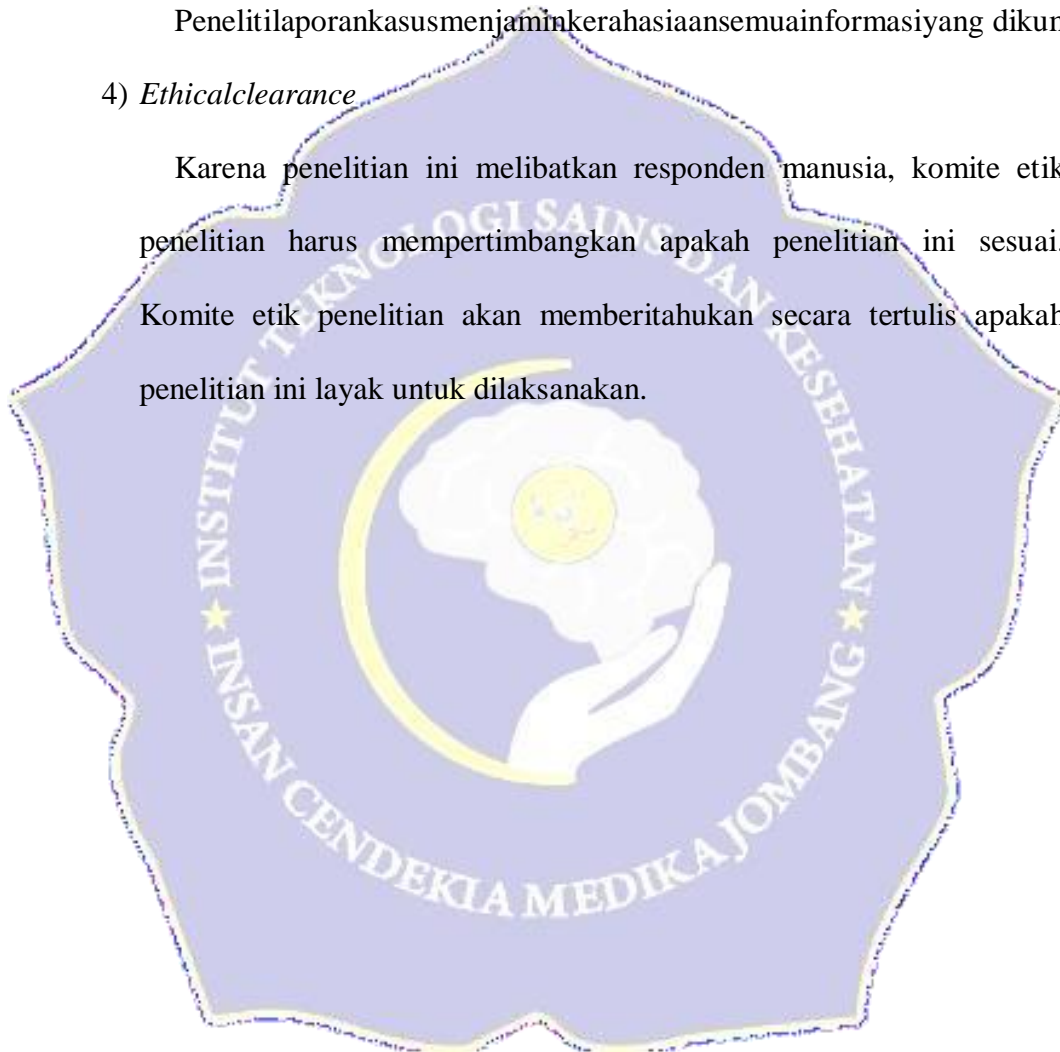 Penelitilaporankasusmenjaminkerahasiaansemuainformasiyang dikun
4) Ethicalclearance
Karena penelitian ini melibatkan responden manusia, komite etik
penelitian harus mempertimbangkan apakah penelitian ini sesuai.
Komite etik penelitian akan memberitahukan secara tertulis apakah
penelitian ini layak untuk dilaksanakan.
INSTITUT TEKNOLOGI SAINS DAN KESEHATAN
INSAN CENDEKIA MEDIKA JOMBANG